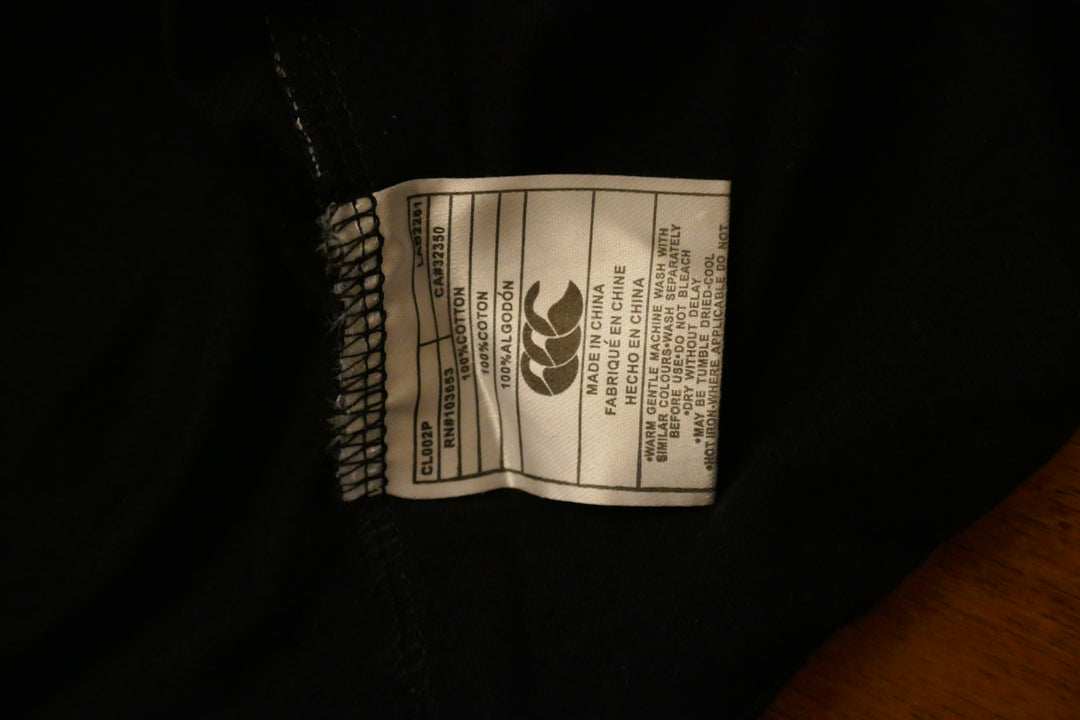 CL002P LAB2261
RN#103653 CA#32350
100%COTTON
100%COTON
100%ALGODÓN
MADE IN CHINA
FABRIQUÉ EN CHINE
HECHO EN CHINA
•WARM GENTLE MACHINE WASH WITH
SIMILAR COLOURS•WASH SEPARATELY
BEFORE USE•DO NOT BLEACH
•DRY WITHOUT DELAY
•MAY BE TUMBLE DRIED-COOL
•HOT IRON-WHERE APPLICABLE DO NOT